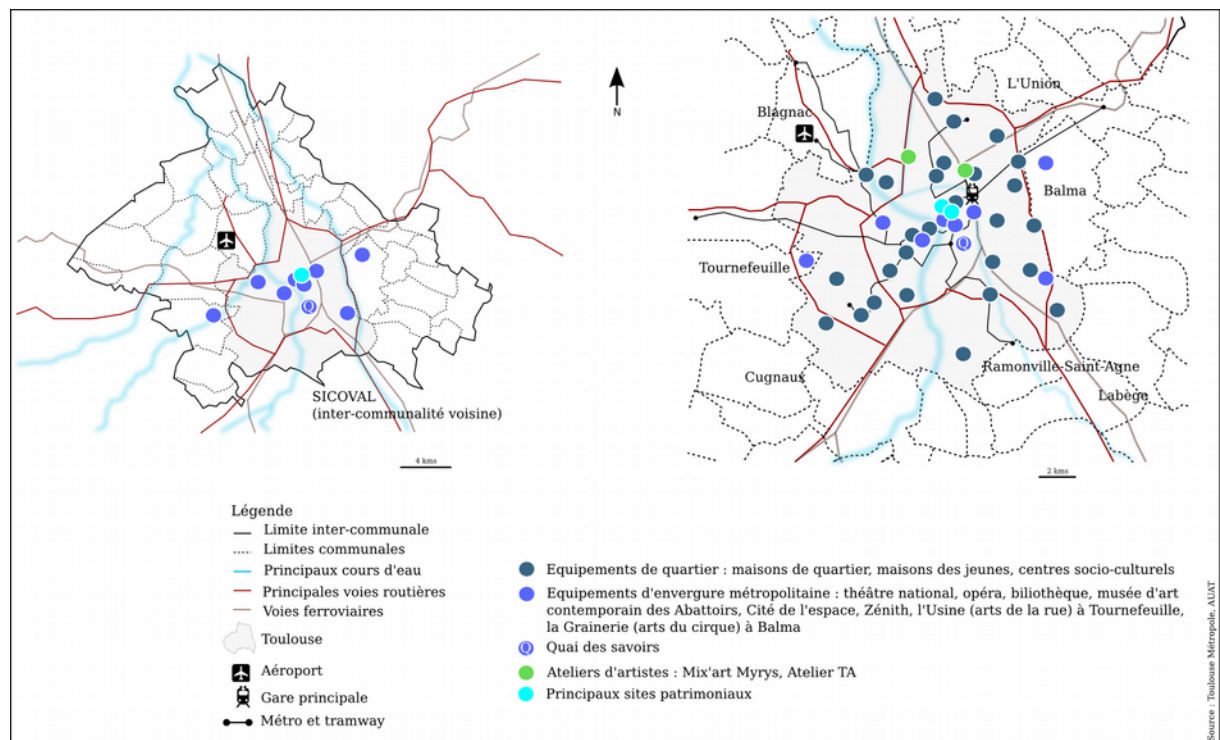 N
SICOVAL
(inter-communalité voisine)
4 kms
L'Union
Blagnac
Balma
Tournefeuille
Q
Cugnaux
Ramonville-Saint-Agne
Labège
2 kms
Q
Légende
Limite inter-communale
Limites communales
Principaux cours d'eau
Principales voies routières
Voies ferroviaires
Toulouse
Aéroport
Gare principale
Métro et tramway
Equipements de quartier : maisons de quartier, maisons des jeunes, centres socio-culturels
Equipements d'envergure métropolitaine : théâtre national, opéra, biliothèque, musée d'art
contemporain des Abattoirs, Cité de l'espace, Zénith, l'Usine (arts de la rue) à Tournefeuille,
la Grainerie (arts du cirque) à Balma
Q
Quai des savoirs
Ateliers d'artistes : Mix'art Myrys, Atelier TA
Principaux sites patrimoniaux
Source : Toulouse Métropole, AUAT